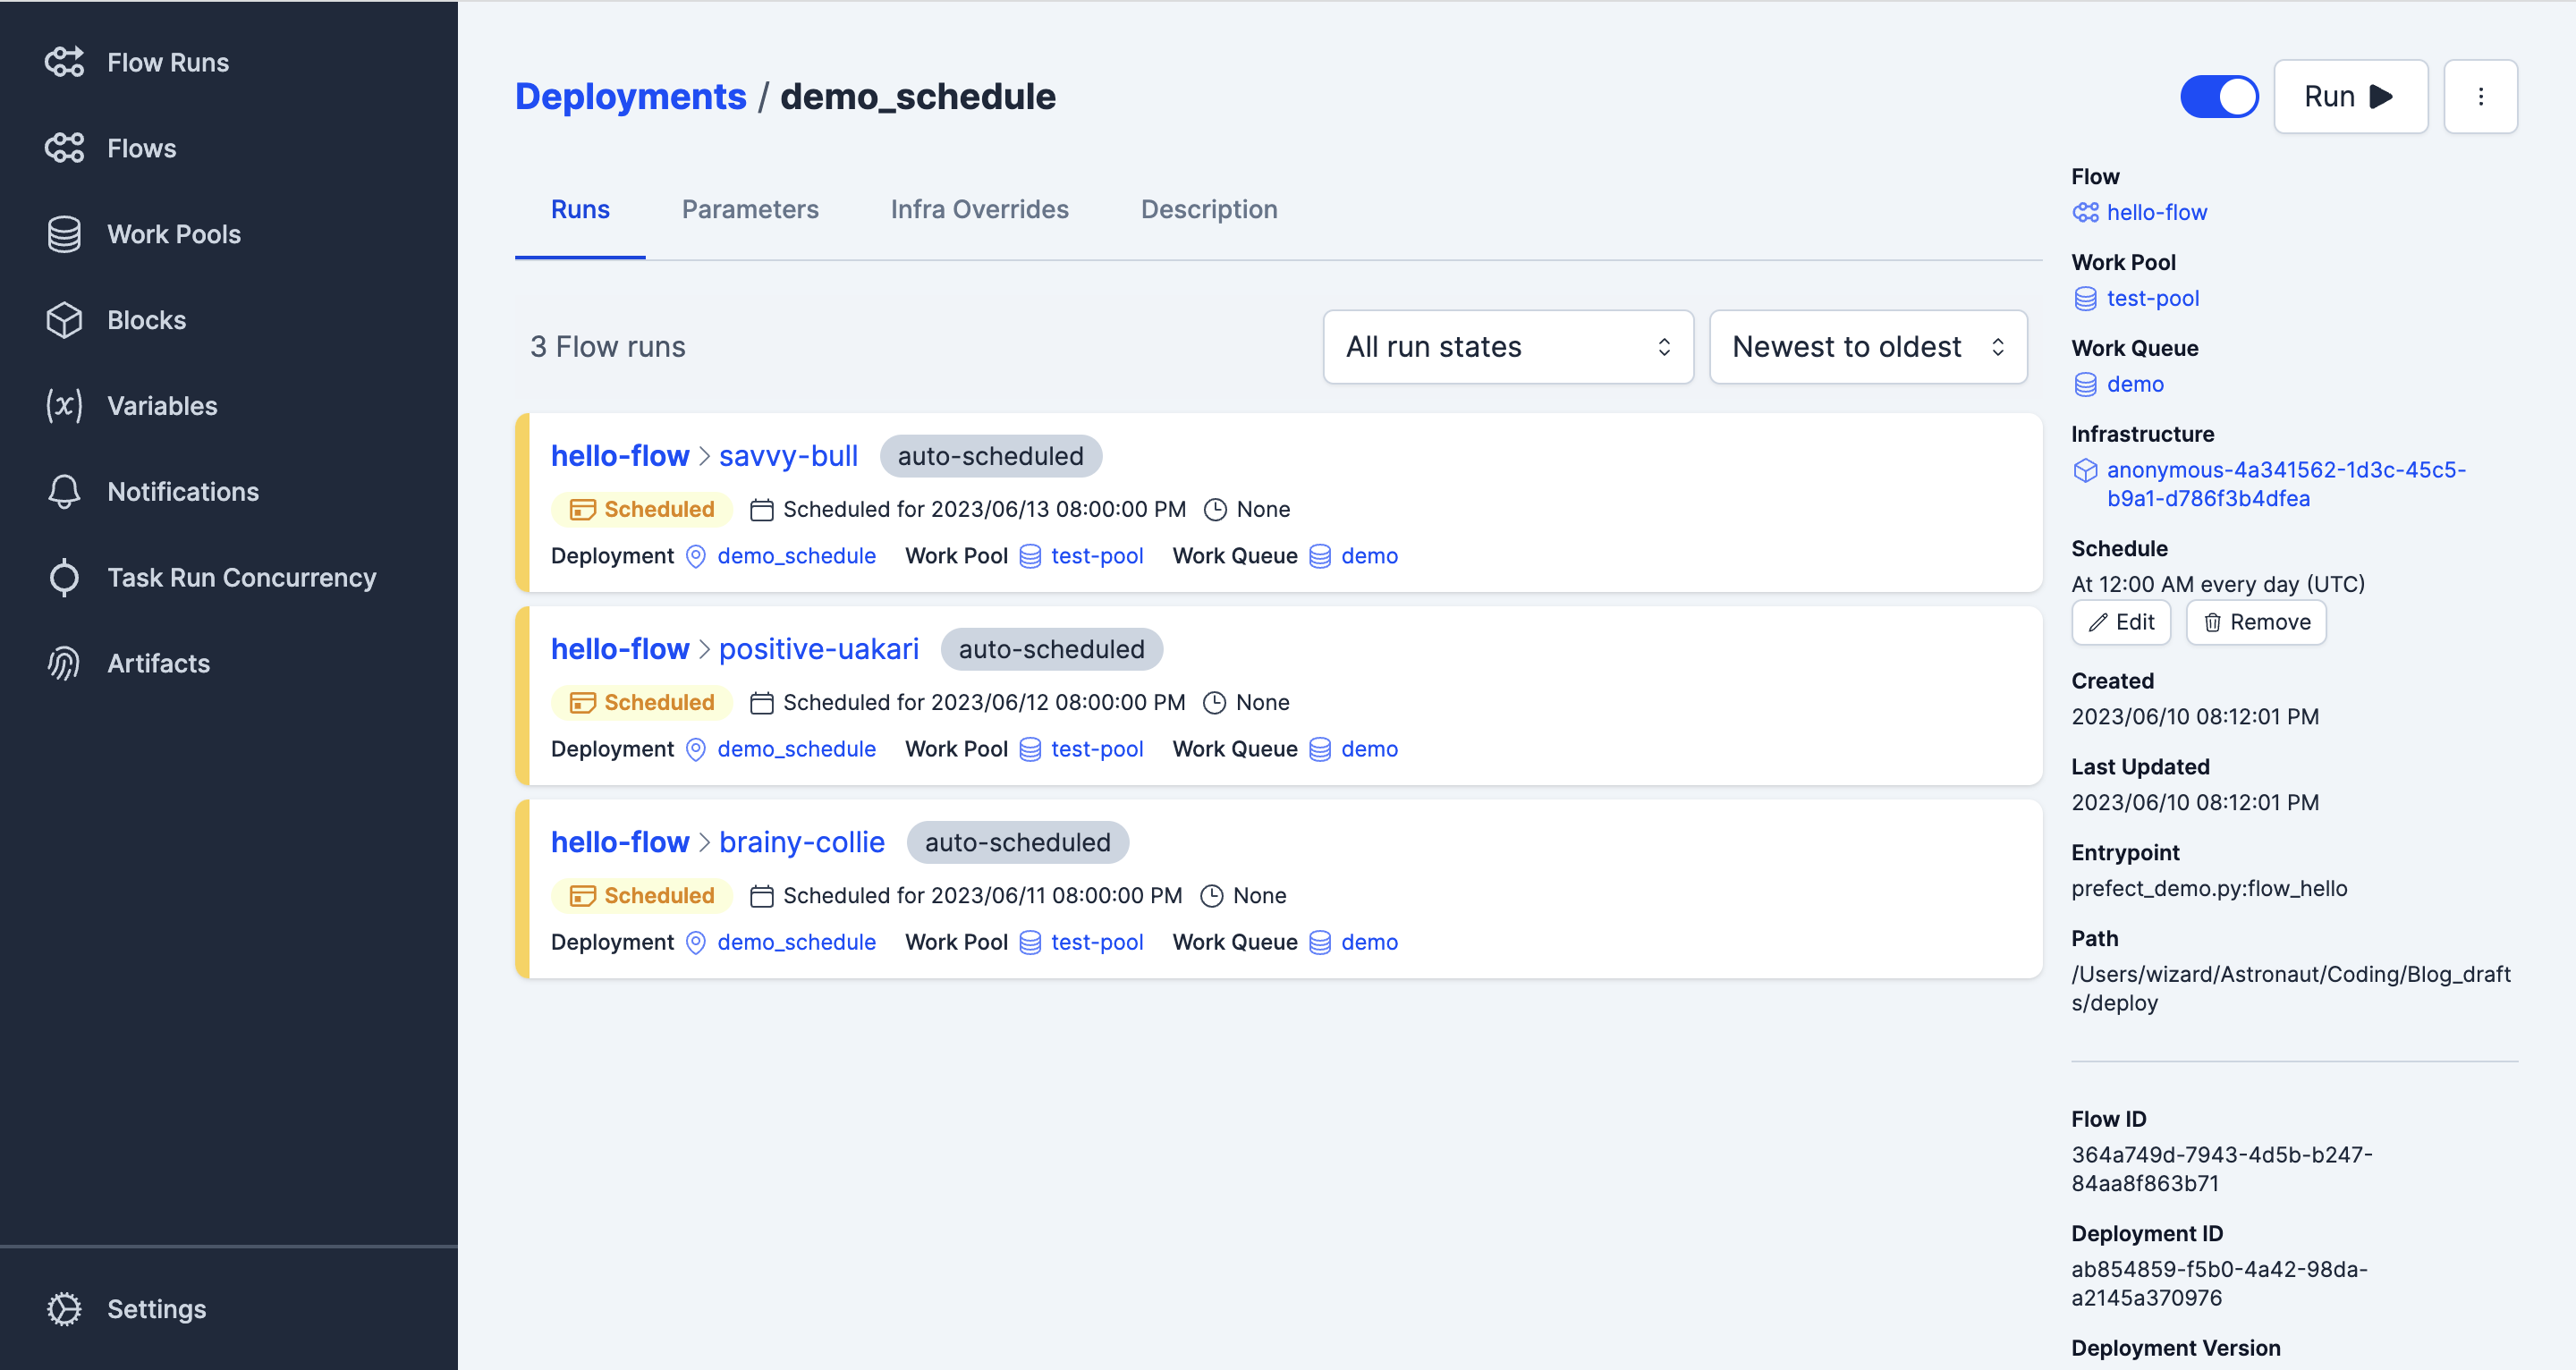 Flow Runs
Flows
Work Pools
Blocks
(x) Variables
Notifications
Task Run Concurrency
Artifacts
Settings
Deployments / demo_schedule
Run
Runs Parameters Infra Overrides Description
3 Flow runs
All run states
Newest to oldest
hello-flow > savvy-bull auto-scheduled
Scheduled Scheduled for 2023/06/13 08:00:00 PM None
Deployment demo_schedule Work Pool test-pool Work Queue demo
hello-flow > positive-uakari auto-scheduled
Scheduled Scheduled for 2023/06/12 08:00:00 PM None
Deployment demo_schedule Work Pool test-pool Work Queue demo
hello-flow > brainy-collie auto-scheduled
Scheduled Scheduled for 2023/06/11 08:00:00 PM None
Deployment demo_schedule Work Pool test-pool Work Queue demo
Flow
hello-flow
Work Pool
test-pool
Work Queue
demo
Infrastructure
anonymous-4a341562-1d3c-45c5-
b9a1-d786f3b4dfea
Schedule
At 12:00 AM every day (UTC)
Edit Remove
Created
2023/06/10 08:12:01 PM
Last Updated
2023/06/10 08:12:01 PM
Entrypoint
prefect_demo.py:flow_hello
Path
/Users/wizard/Astronaut/Coding/Blog_draft
s/deploy
Flow ID
364a749d-7943-4d5b-b247-
84aa8f863b71
Deployment ID
ab854859-f5b0-4a42-98da-
a2145a370976
Deployment Version